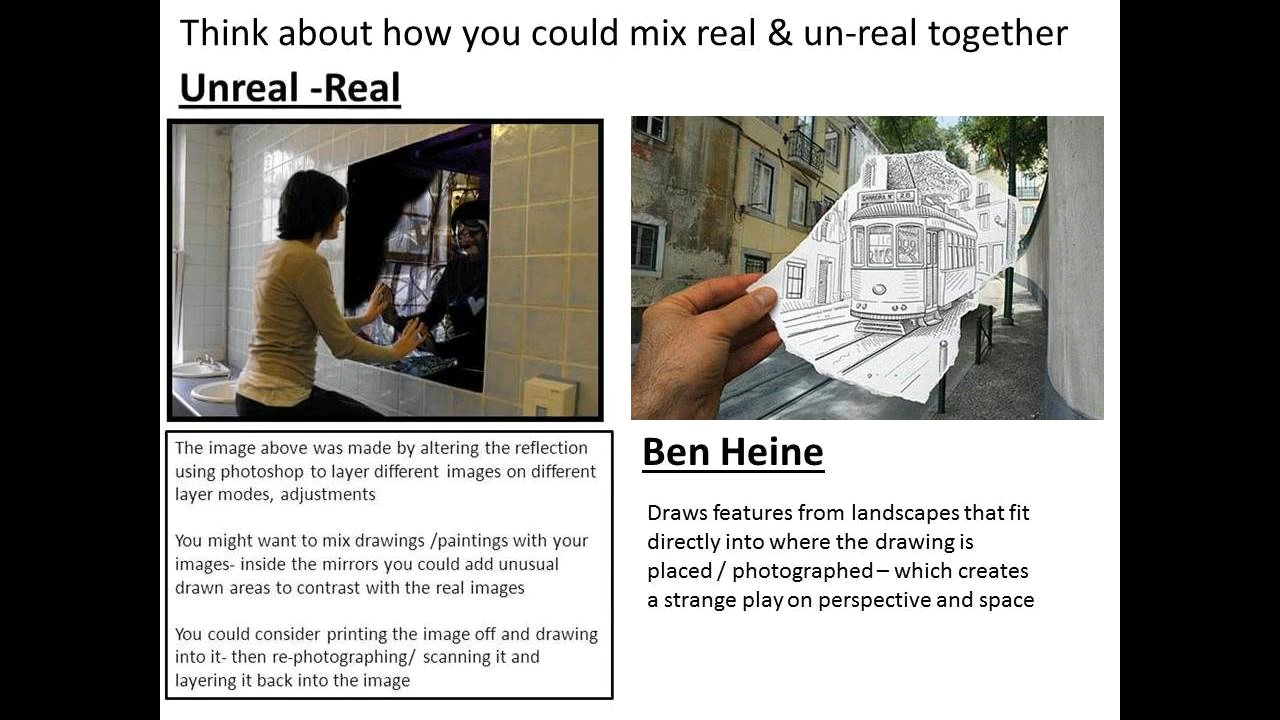 Think about how you could mix real & un-real together
Unreal -Real
The image above was made by altering the reflection
using photoshop to layer different images on different
layer modes, adjustments
You might want to mix drawings /paintings with your
images- inside the mirrors you could add unusual
drawn areas to contrast with the real images
You could consider printing the image off and drawing
into it- then re-photographing/ scanning it and
layering it back into the image
Ben Heine
Draws features from landscapes that fit
directly into where the drawing is
placed / photographed – which creates
a strange play on perspective and space